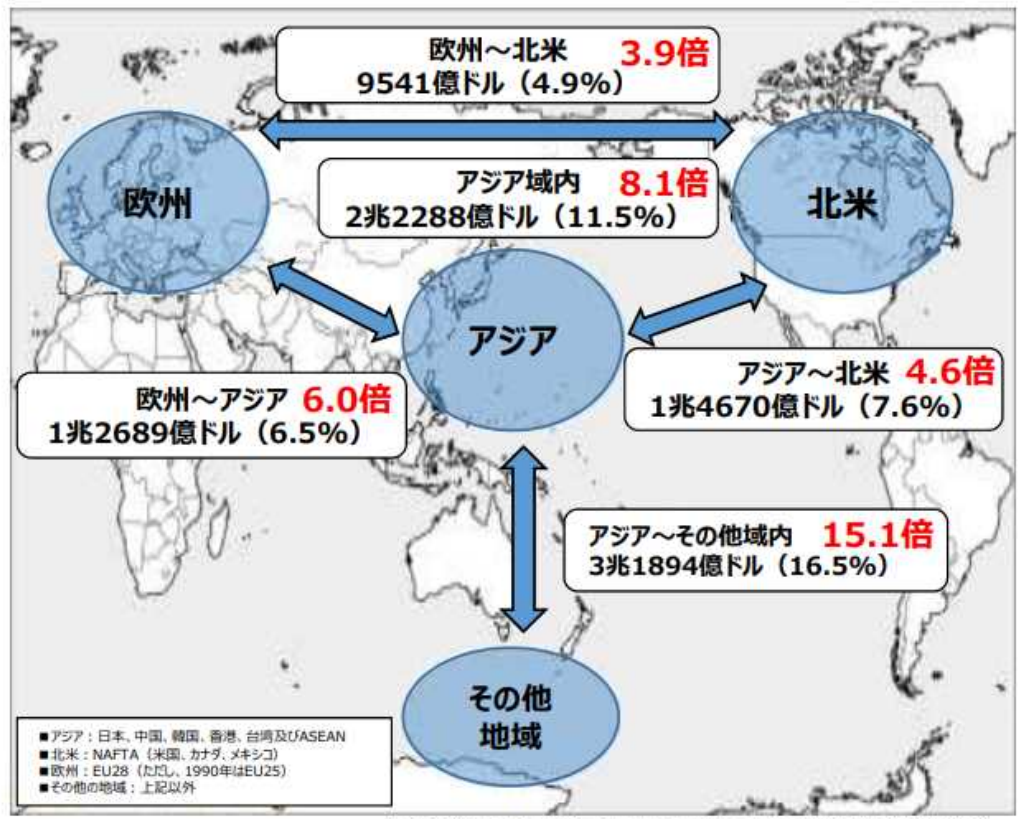 欧州～北米 3.9倍
9541億ドル（4.9%）
アジア域内 8.1倍
2兆2288億ドル（11.5%）
欧州
北米
アジア
欧州～アジア 6.0倍
1兆2689億ドル（6.5%）
アジア～北米 4.6倍
1兆4670億ドル（7.6%）
アジア～その他域内 15.1倍
3兆1894億ドル（16.5%）
その他
地域
■アジア：日本、中国、韓国、香港、台湾及びASEAN
■北米：NAFTA（米国、カナダ、メキシコ）
■欧州：EU28（ただし、1990年はEU25）
■その他の地域：上記以外